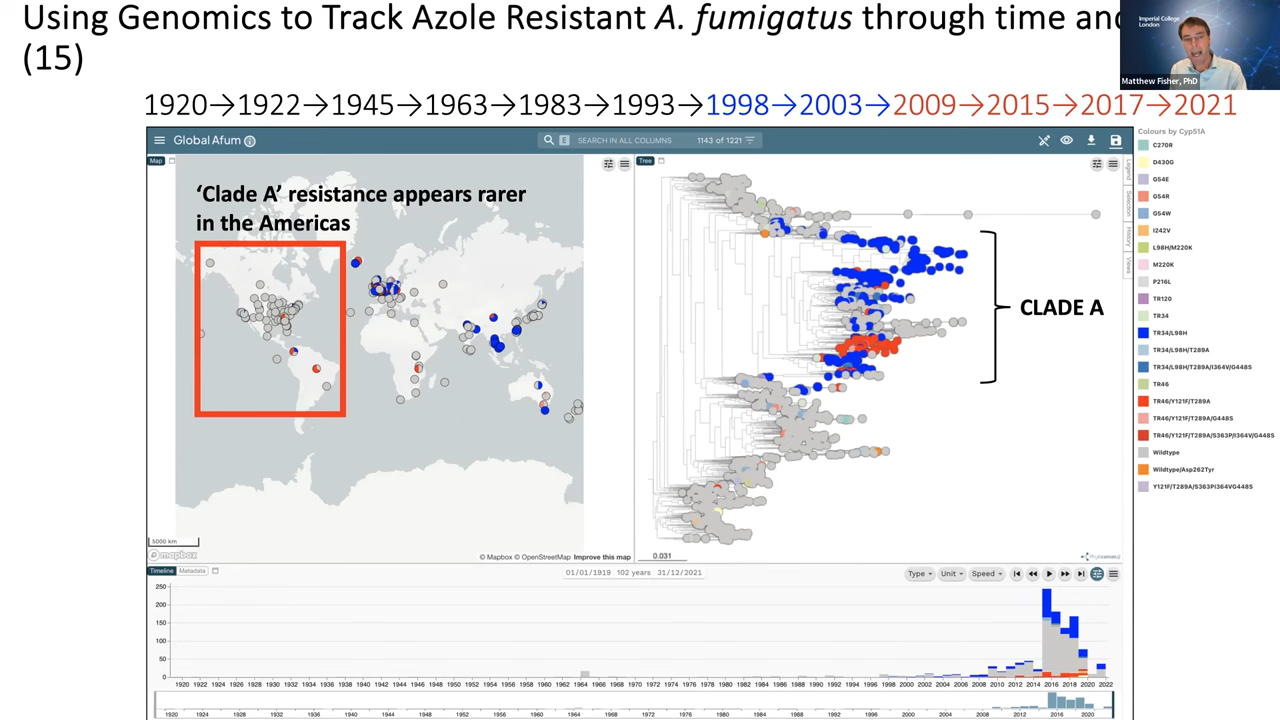 Using Genomics to Track Azole Resistant A. fumigatus through time and
(15)
Imperial College
London
Matthew Fisher, PhD
1920→1922→1945→1963→1983→1993→1998→2003→2009→2015→2017→2021
Global Afum
E SEARCH IN ALL COLUMNS 1143 of 1221
Map
Tree
'Clade A' resistance appears rarer
in the Americas
CLADE A
5000 km
mapbox
© Mapbox © OpenStreetMap Improve this map
0.031
Legend
Selection
History
Views
Colours by Cyp51A
C270R
D430G
G54E
G54R
G54W
I242V
L98H/M220K
M220K
P216L
TR120
TR34
TR34/L98H
TR34/L98H/T289A
TR34/L98H/T289A/I364V/G448S
TR46
TR46/Y121F/T289A
TR46/Y121F/T289A/G448S
TR46/Y121F/T289A/S363P/I364V/G448S
Wildtype
Wildtype/Asp262Tyr
Y121F/T289A/S363P/I364VG448S
Timeline Metadata
01/01/1919 102 years 31/12/2021
Type Unit Speed
250
200
150
100
50
0
1920 1922 1924 1926 1928 1930 1932 1934 1936 1938 1940 1942 1944 1946 1948 1950 1952 1954 1956 1958 1960 1962 1964 1966 1968 1970 1972 1974 1976 1978 1980 1982 1984 1986 1988 1990 1992 1994 1996 1998 2000 2002 2004 2006 2008 2010 2012 2014 2016 2018 2020 2022
1920 1924 1928 1932 1936 1940 1944 1948 1952 1956 1960 1964 1968 1972 1976 1980 1984 1988 1992 1996 2000 2004 2008 2012 2016 2020